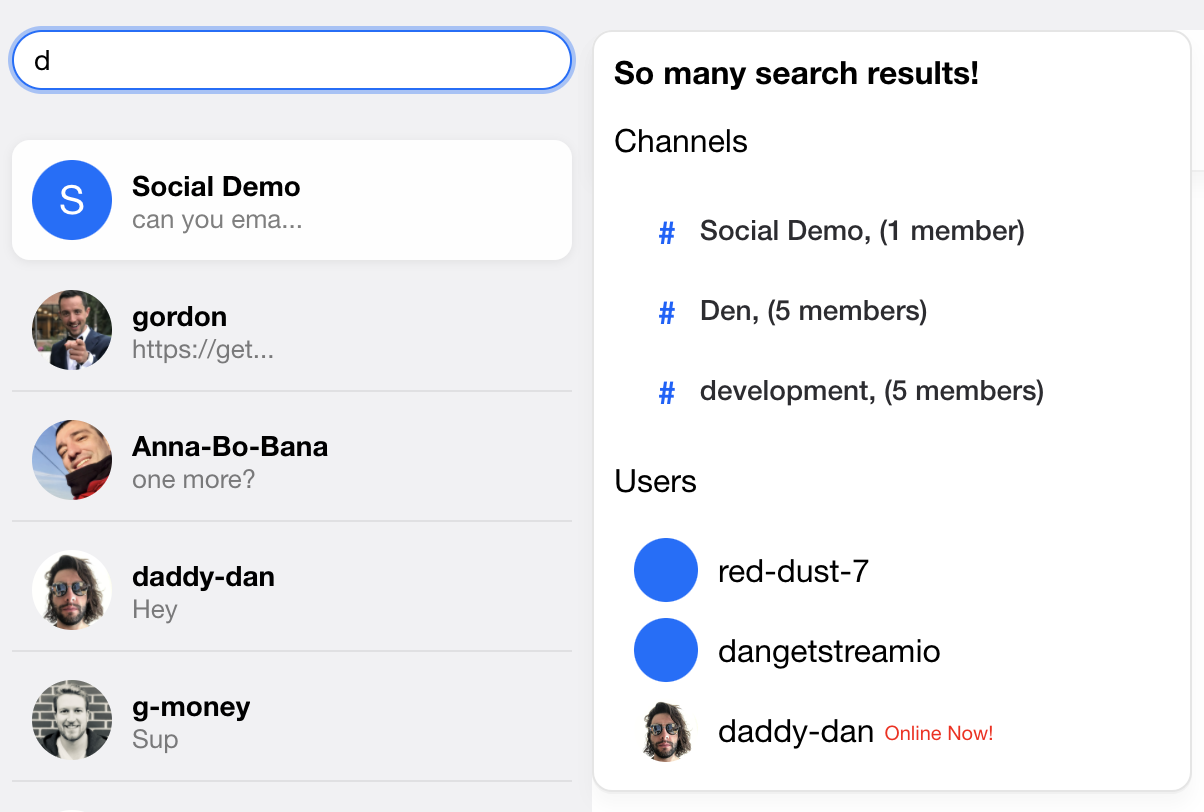 d
S
Social Demo
can you ema...
gordon
https://get...
Anna-Bo-Bana
one more?
daddy-dan
Hey
g-money
Sup
So many search results!
Channels
# Social Demo, (1 member)
# Den, (5 members)
# development, (5 members)
Users
red-dust-7
dangetstreamio
daddy-dan Online Now!